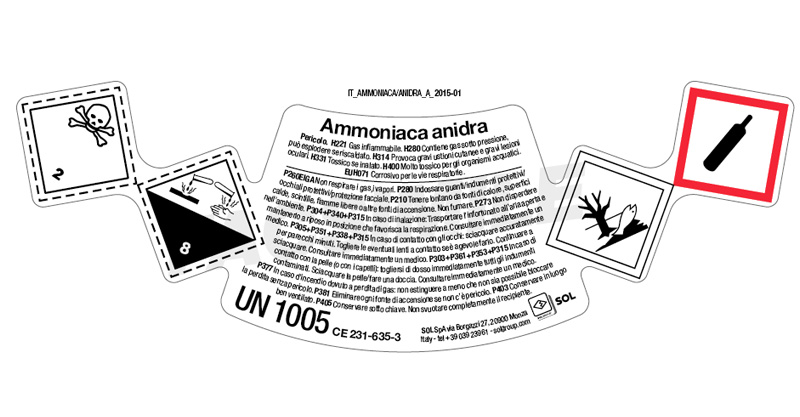 IT_AMMONIACA/ANIDRA_A_2015-01
Ammoniaca anidra
Pericolo. H221 Gas infiammabile. H280 Contiene gas sotto pressione,
può esplodere se riscaldato. H314 Provoca gravi ustioni cutanee e gravi lesioni
oculari. H331 Tossico se inalato. H400 Molto tossico per gli organismi acquatici.
EUH071 Corrosivo per le vie respiratorie.
P260EIGA Non respirare i gas, i vapori. P280 Indossare guanti/indumenti protettivi/
occhiali protettivi/protezione facciale. P210 Tenere lontano da fonti di calore, superfici
calde, scintille, fiamme libere o altre fonti di accensione. Non fumare. P273 Non disperdere
nell'ambiente. P304+P340+P315 In caso di inalazione: Trasportare l'infortunato all'aria aperta e
mantenerlo a riposo in posizione che favorisca la respirazione. Consultare immediatamente un
medico. P305+P351+P338+P315 In caso di contatto con gli occhi: sciacquare accuratamente
per parecchi minuti. Togliere le eventuali lenti a contatto se è agevole farlo. Continuare a
sciacquare. Consultare immediatamente un medico. P303+P361+P353+P315 In caso di
contatto con la pelle (o con i capelli): togliersi di dosso immediatamente tutti gli indumenti
contaminati. Sciacquare la pelle/fare una doccia. Consultare immediatamente un medico.
P377 In caso d'incendio dovuto a perdita di gas: non estinguere a meno che non sia possibile bloccare
la perdita senza pericolo. P381 Eliminare ogni fonte di accensione se non c'è pericolo. P403 Conservare in luogo
ben ventilato. P405 Conservare sotto chiave. Non svuotare completamente il recipiente.
UN 1005 CE 231-635-3
SOL SpA via Borgazzi 27, 20900 Monza
Italy - tel +39 039 23961 - solgroup.com
SOL
2
8